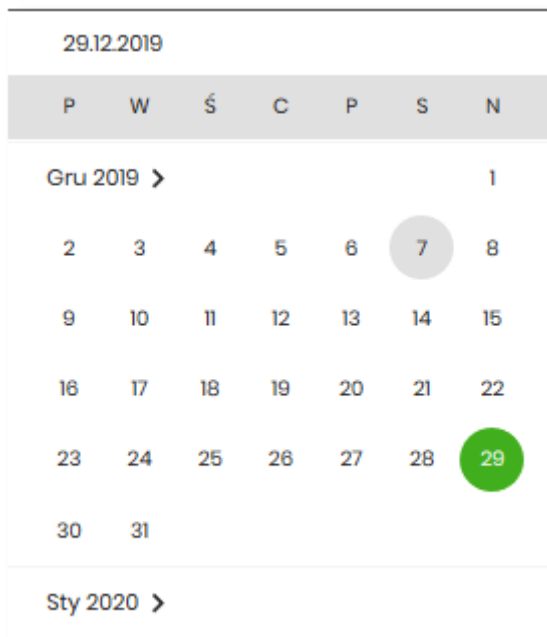 29.12.2019
P W Ś C P S N
Gru 2019 1
2 3 4 5 6 7 8
9 10 11 12 13 14 15
16 17 18 19 20 21 22
23 24 25 26 27 28 29
30 31
Sty 2020